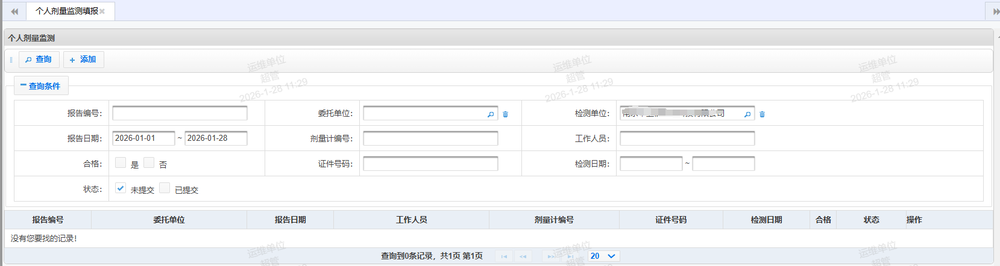 个人剂量监测填报
个人剂量监测
查询 添加
运维单位 运维单位 运维单位
超管 超管 超管
2026-1-28 11:29 2026-1-28 11:29 2026-1-28 11:29
查询条件
报告编号: 委托单位: 检测单位: 有限公司
报告日期: 2026-01-01 ~ 2026-01-28 剂量计编号: 工作人员:
合格: 是 否 证件号码: 检测日期: ~
状态: 未提交 已提交
报告编号 委托单位 报告日期 工作人员 剂量计编号 证件号码 检测日期 合格 状态 操作
没有您要找的记录!
查询到0条记录，共1页 第1页 20
运维单位 运维单位 运维单位
超管 超管 超管